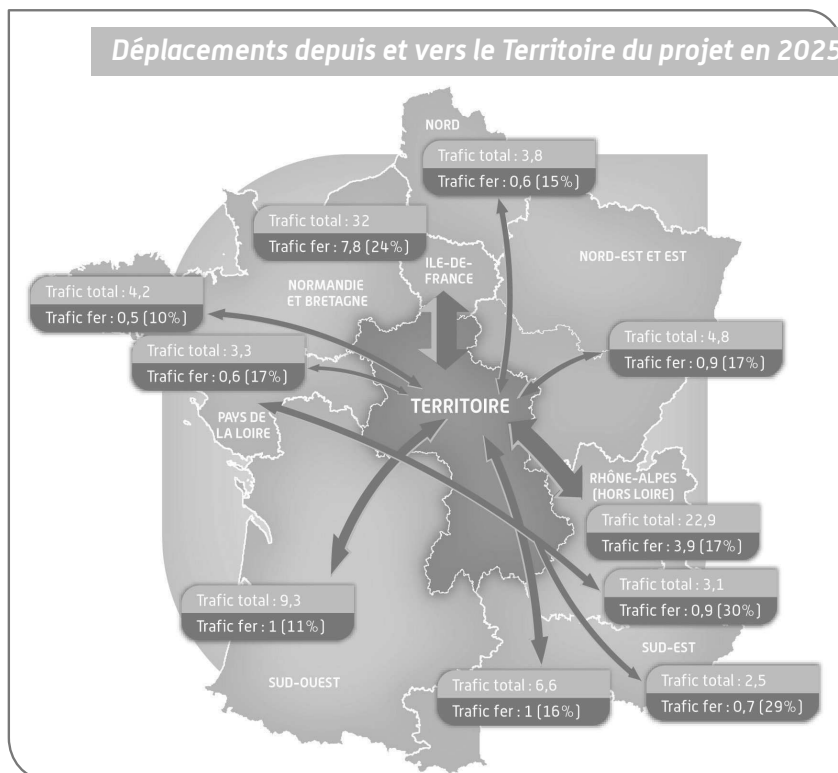 Déplacements depuis et vers le Territoire du projet en 2025
NORD
Trafic total : 3,8
Trafic fer : 0,6 (15%)
Trafic total : 32
Trafic fer : 7,8 (24%)
ILE-DE-
FRANCE
NORD-EST ET EST
NORMANDIE
ET BRETAGNE
Trafic total : 4,2
Trafic fer : 0,5 (10%)
Trafic total : 3,3
Trafic fer : 0,6 (17%)
Trafic total : 4,8
Trafic fer : 0,9 (17%)
TERRITOIRE
PAYS DE
LA LOIRE
RHÔNE-ALPES
(HORS LOIRE)
Trafic total : 22,9
Trafic fer : 3,9 (17%)
Trafic total : 3,1
Trafic fer : 0,9 (30%)
Trafic total : 9,3
Trafic fer : 1 (11%)
SUD-EST
SUD-OUEST
Trafic total : 6,6
Trafic fer : 1 (16%)
Trafic total : 2,5
Trafic fer : 0,7 (29%)